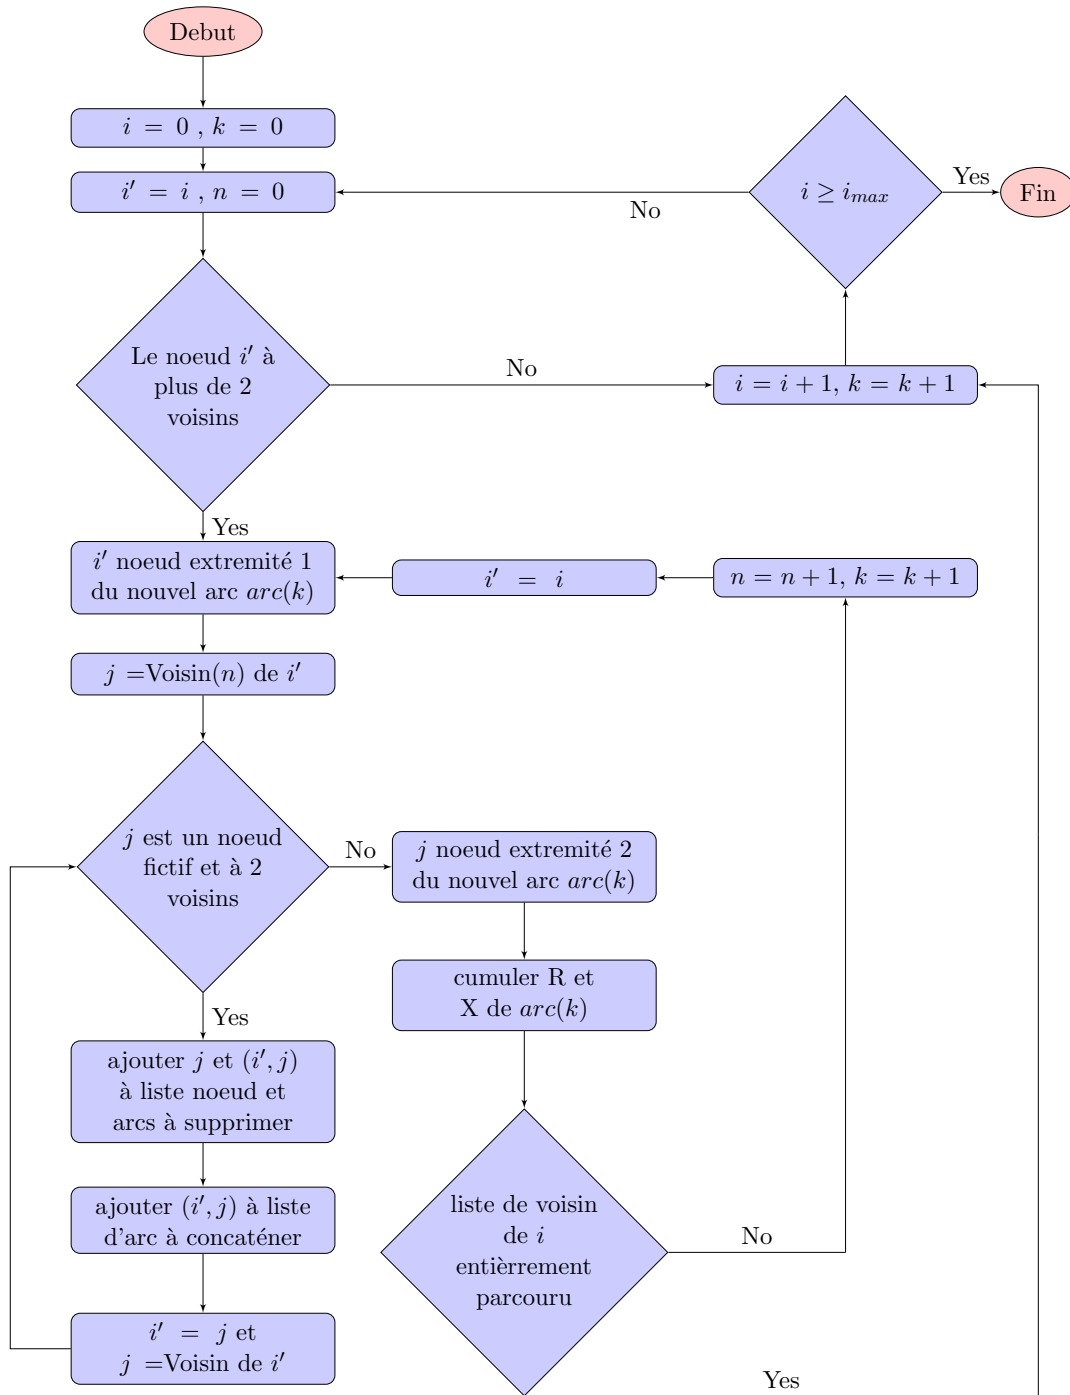 Debut
i = 0 , k = 0
i′ = i , n = 0
No
i ≥ i_max
Yes
Fin
Le noeud i′ à
plus de 2
voisins
No
i = i + 1, k = k + 1
Yes
i′ noeud extremité 1
du nouvel arc arc(k)
i′ = i
n = n + 1, k = k + 1
j =Voisin(n) de i′
j est un noeud
fictif et à 2
voisins
No
j noeud extremité 2
du nouvel arc arc(k)
cumuler R et
X de arc(k)
Yes
ajouter j et (i′, j)
à liste noeud et
arcs à supprimer
ajouter (i′, j) à liste
d'arc à concaténer
liste de voisin
de i
entièrrement
parcouru
No
i′ = j et
j =Voisin de i′
Yes